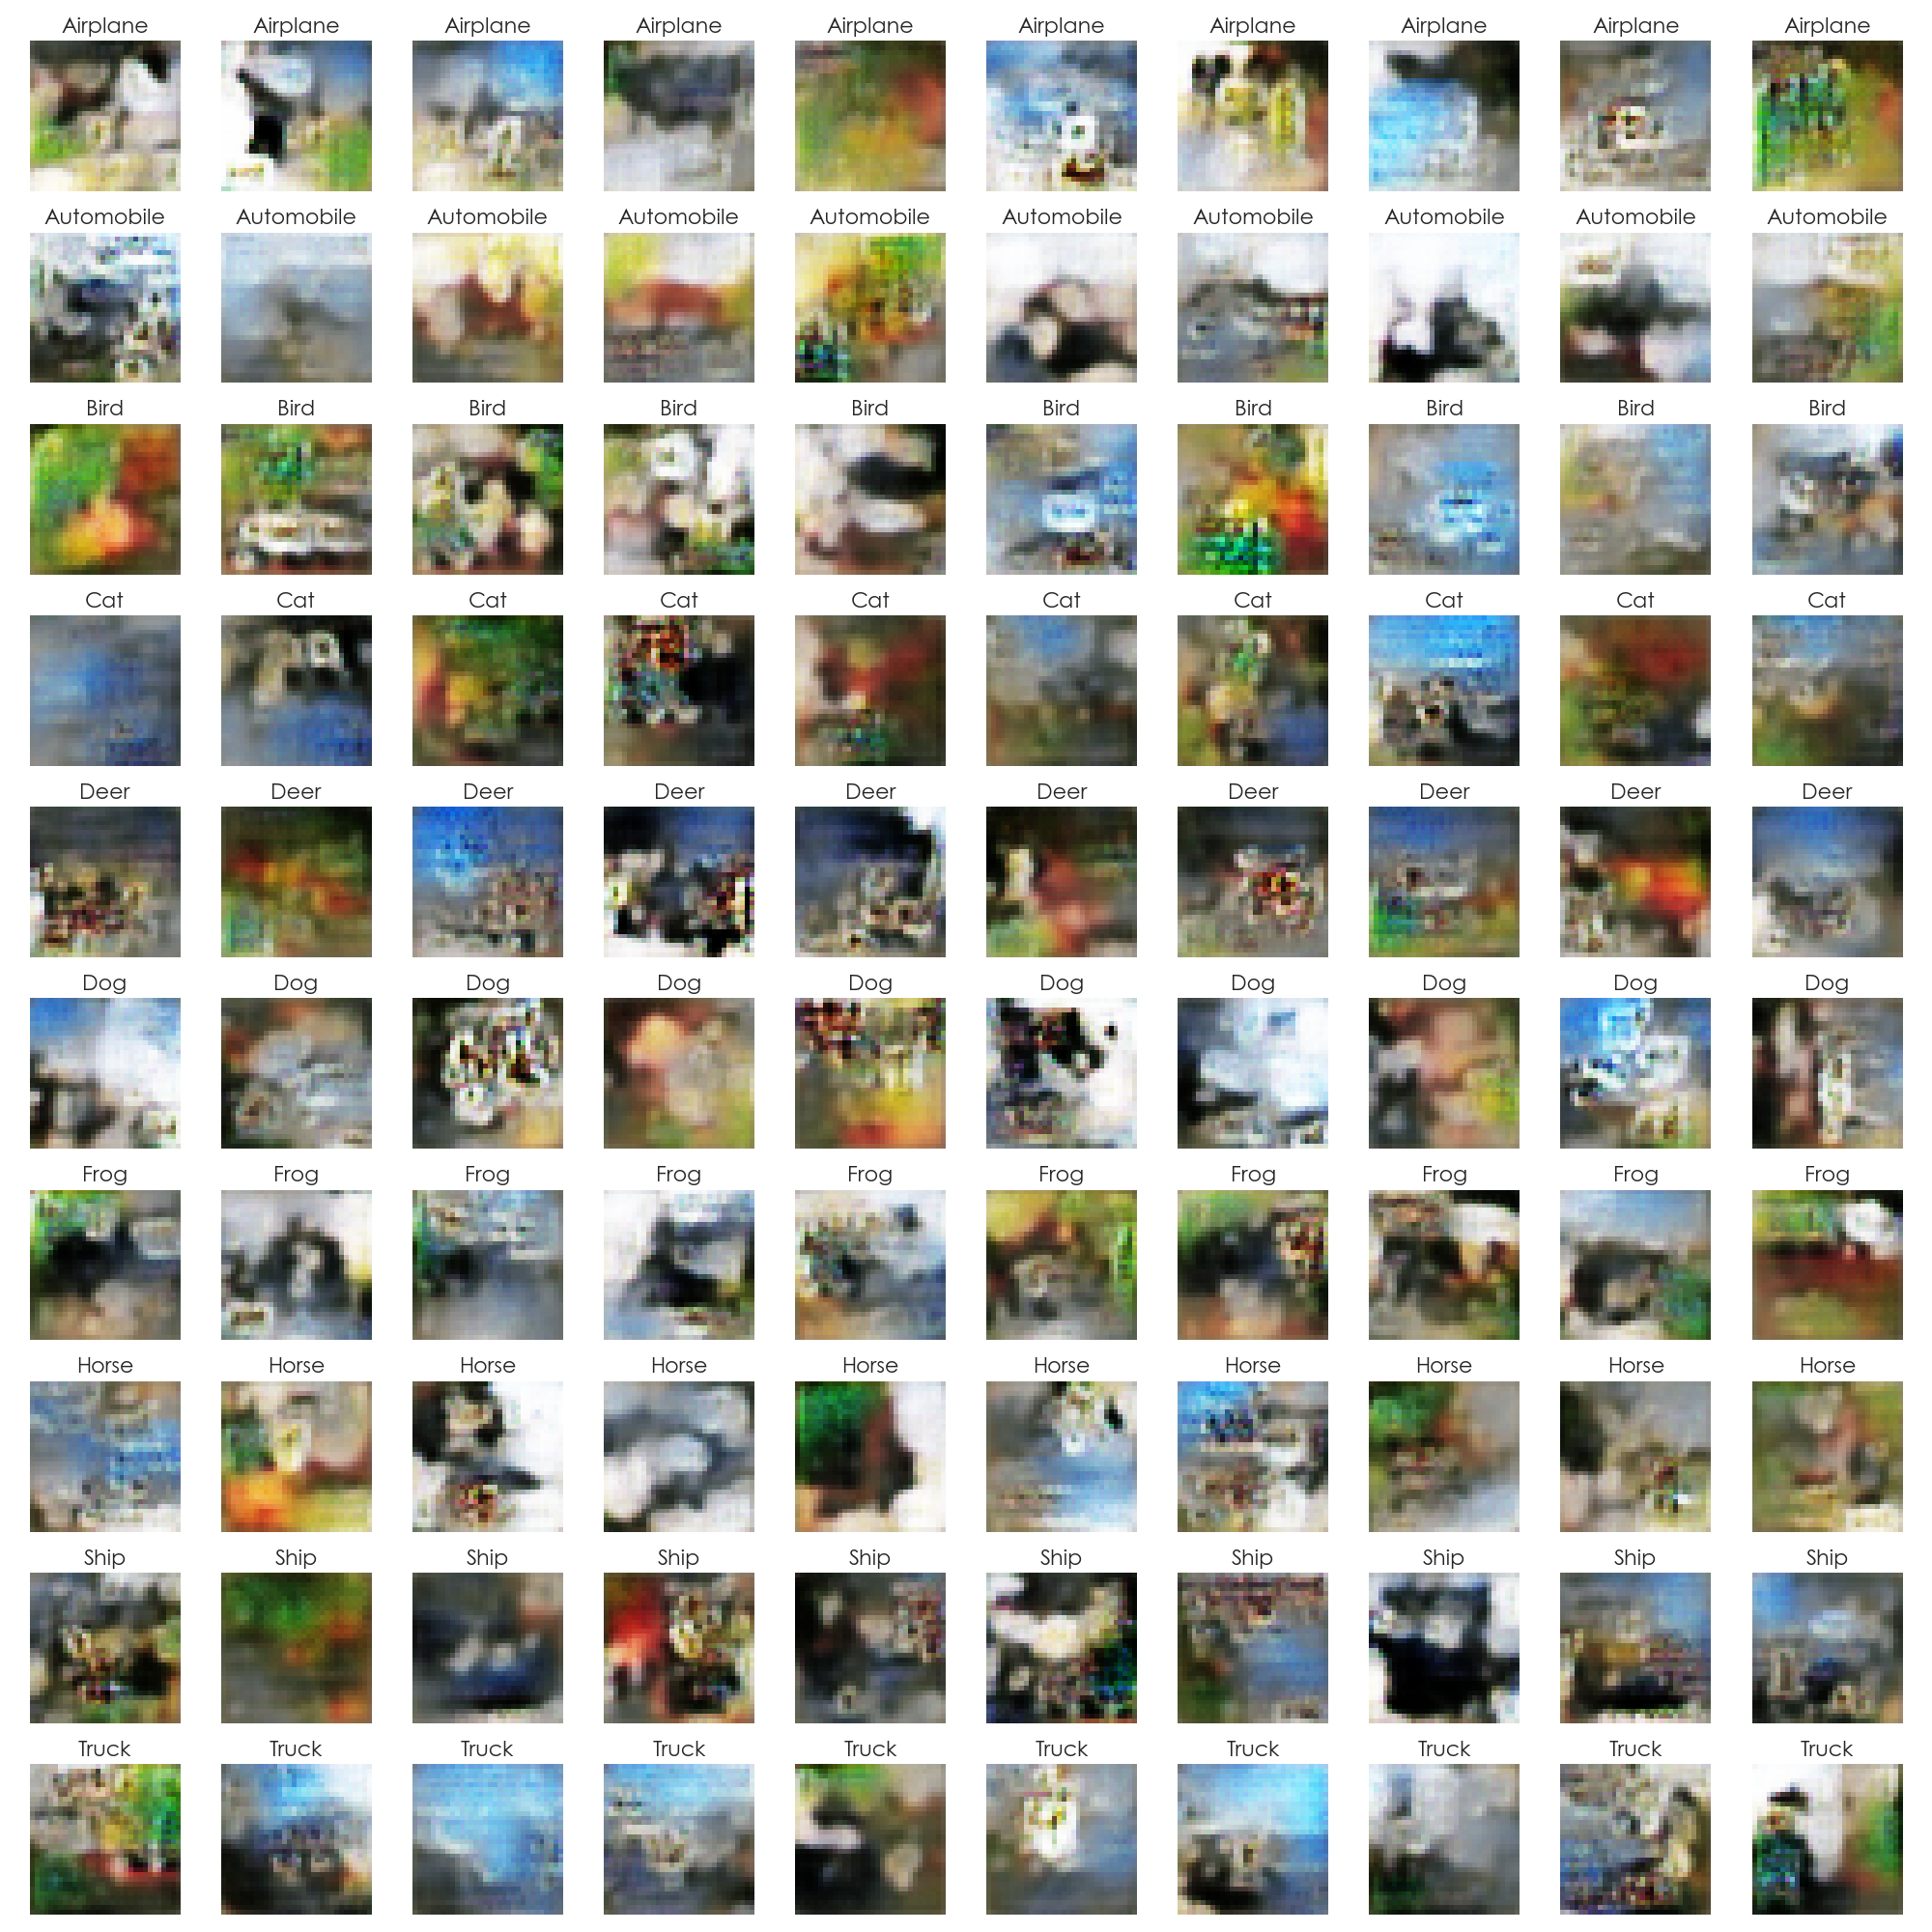 Airplane Airplane Airplane Airplane Airplane Airplane Airplane Airplane Airplane Airplane
Automobile Automobile Automobile Automobile Automobile Automobile Automobile Automobile Automobile Automobile
Bird Bird Bird Bird Bird Bird Bird Bird Bird Bird
Cat Cat Cat Cat Cat Cat Cat Cat Cat Cat
Deer Deer Deer Deer Deer Deer Deer Deer Deer Deer
Dog Dog Dog Dog Dog Dog Dog Dog Dog Dog
Frog Frog Frog Frog Frog Frog Frog Frog Frog Frog
Horse Horse Horse Horse Horse Horse Horse Horse Horse Horse
Ship Ship Ship Ship Ship Ship Ship Ship Ship Ship
Truck Truck Truck Truck Truck Truck Truck Truck Truck Truck